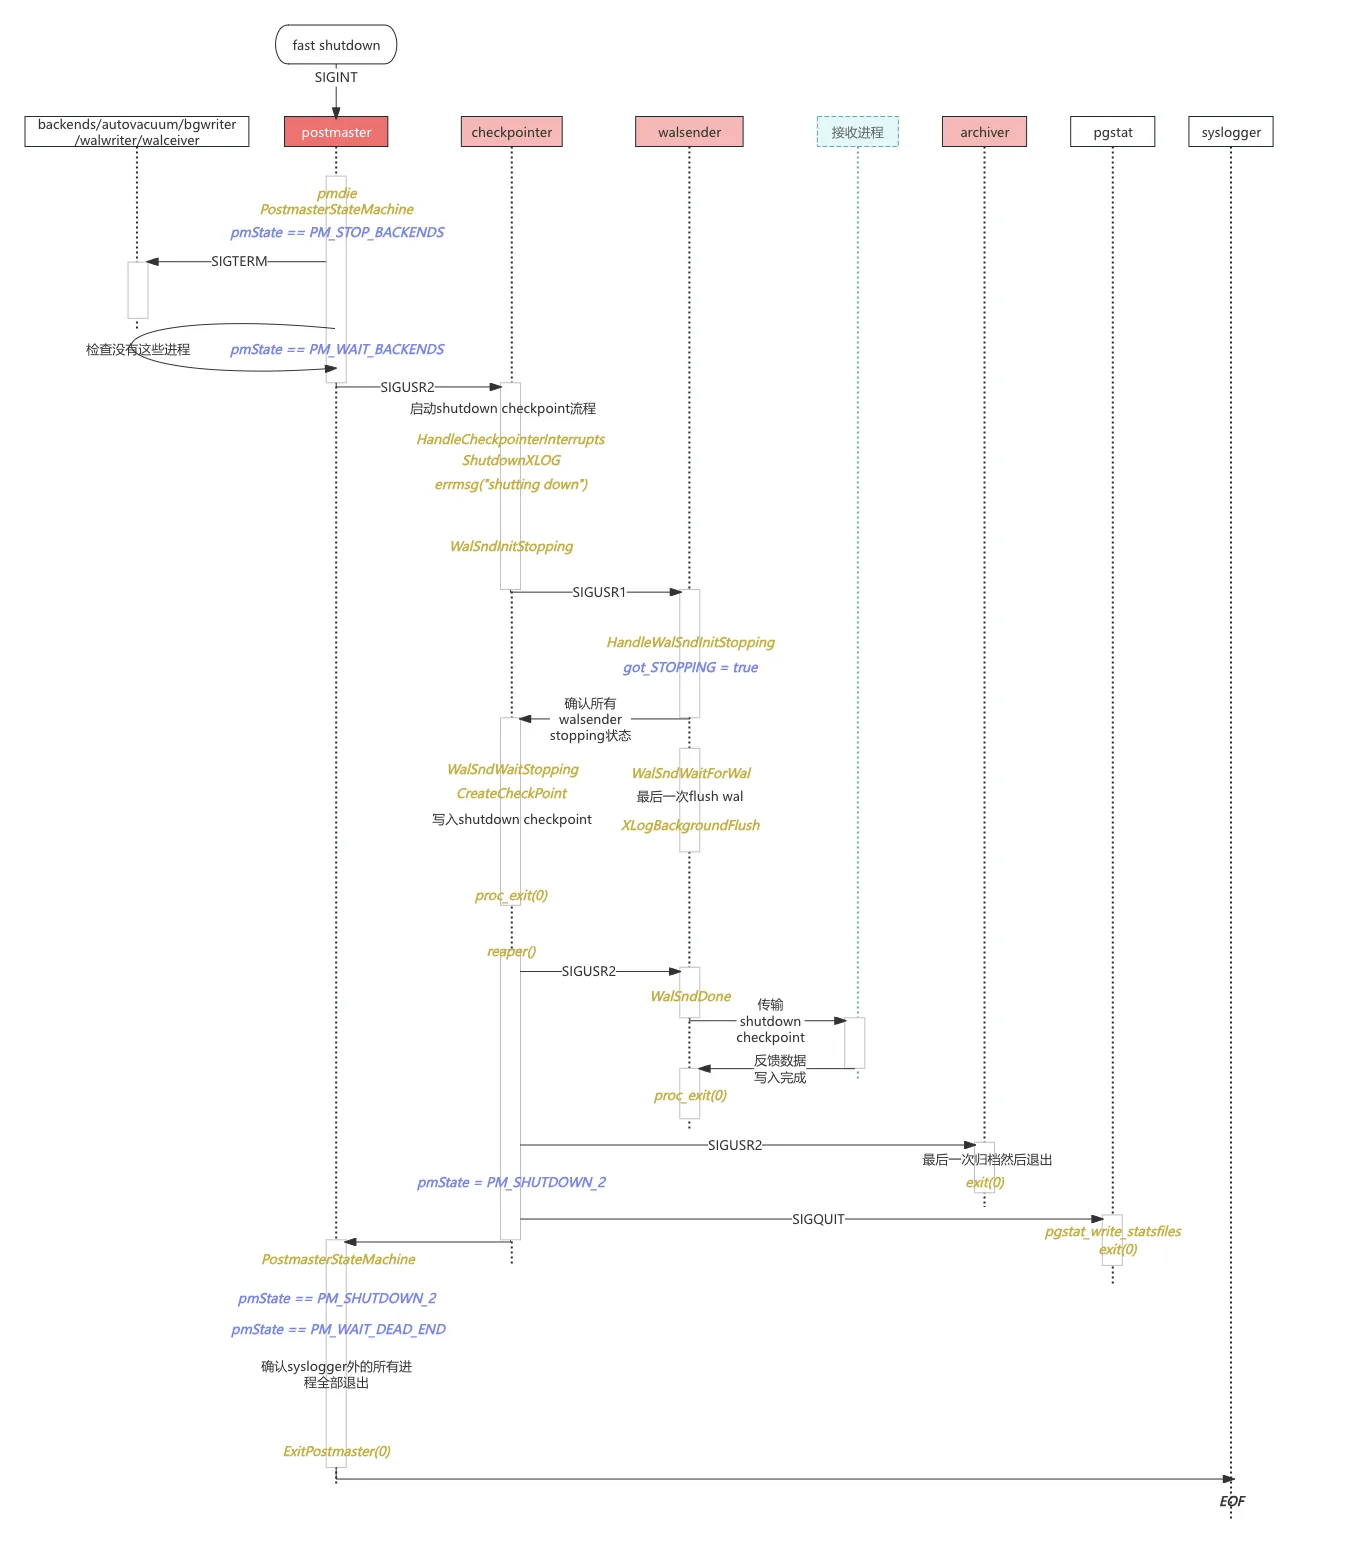 fast shutdown
SIGINT
backends/autovacuum/bgwriter
/walwriter/walceiver
postmaster
checkpointer
walsender
接收进程
archiver
pgstat
syslogger
pmdie
PostmasterStateMachine
pmState == PM_STOP_BACKENDS
SIGTERM
检查没有这些进程
pmState == PM_WAIT_BACKENDS
SIGUSR2
启动shutdown checkpoint流程
HandleCheckpointerInterrupts
ShutdownXLOG
errmsg("shutting down")
WalSndInitStopping
SIGUSR1
HandleWalSndInitStopping
got_STOPPING = true
确认所有
walsender
stopping状态
WalSndWaitStopping
CreateCheckPoint
写入shutdown checkpoint
WalSndWaitForWal
最后一次flush wal
XLogBackgroundFlush
proc_exit(0)
reaper()
SIGUSR2
WalSndDone
传输
shutdown
checkpoint
反馈数据
写入完成
proc_exit(0)
SIGUSR2
最后一次归档然后退出
exit(0)
pmState = PM_SHUTDOWN_2
SIGQUIT
pgstat_write_statsfiles
exit(0)
PostmasterStateMachine
pmState == PM_SHUTDOWN_2
pmState == PM_WAIT_DEAD_END
确认syslogger外的所有进
程全部退出
ExitPostmaster(0)
EOF